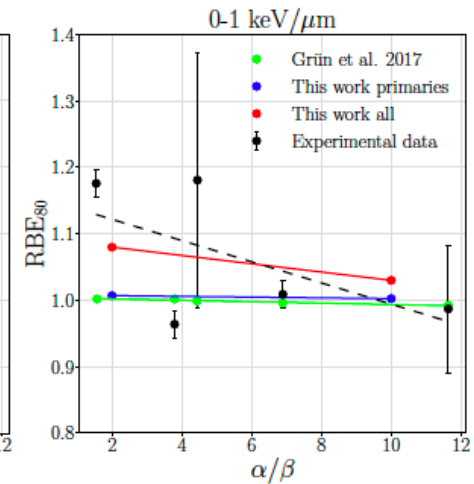 0-1 keV/μm
1.4
1.3
1.2
1.1
1.0
0.9
0.8
RBE₈₀
Grün et al. 2017
This work primaries
This work all
Experimental data
12
2
4
6
8
10
12
α/β